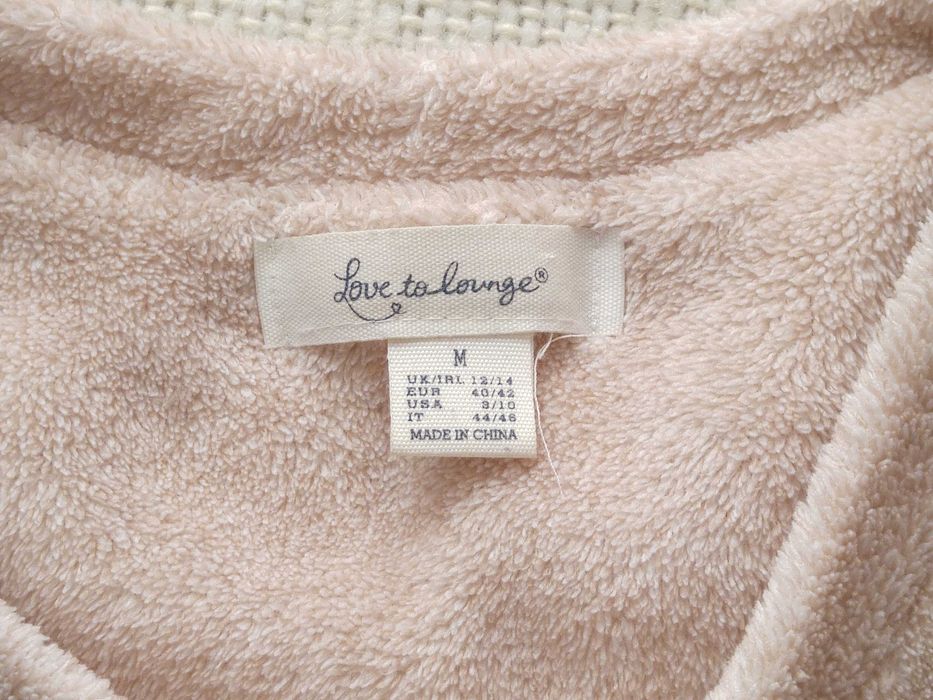 Love to lounge®
M
UK/IRL 12/14
EUR 40/42
USA 8/10
IT 44/46
MADE IN CHINA